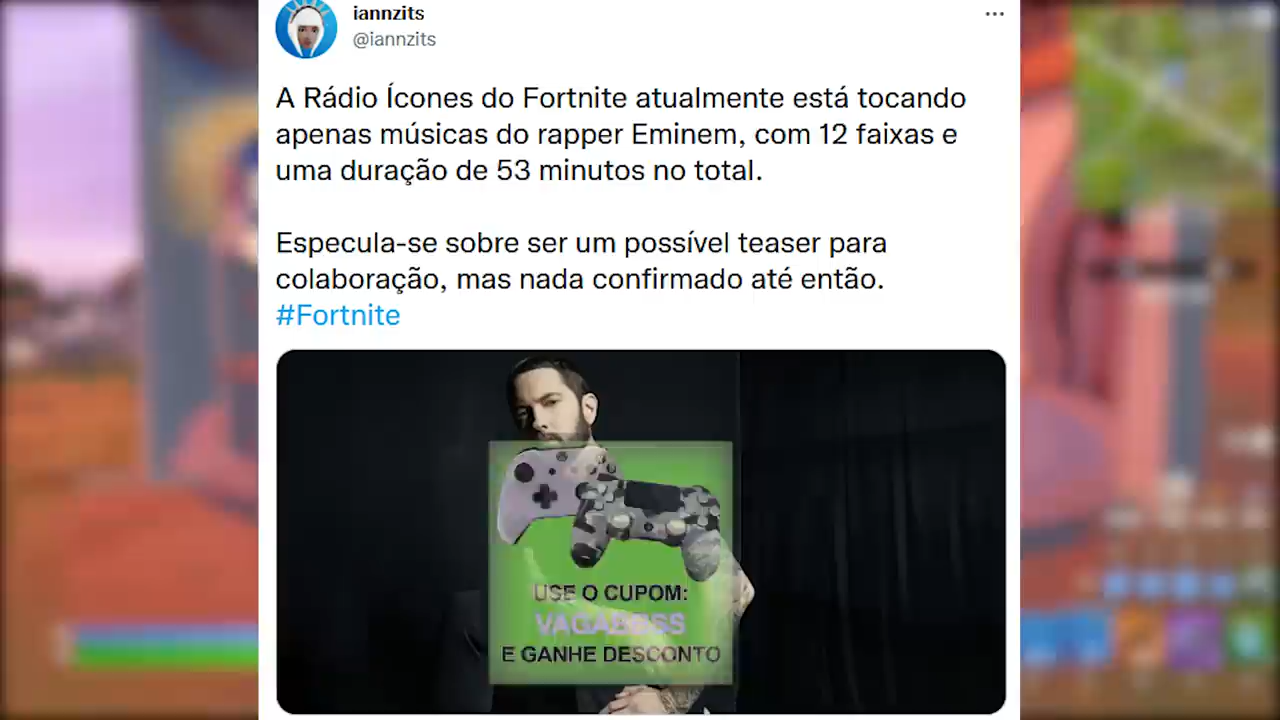 iannzits
@iannzits
A Rádio Ícones do Fortnite atualmente está tocando
apenas músicas do rapper Eminem, com 12 faixas e
uma duração de 53 minutos no total.
Especula-se sobre ser um possível teaser para
colaboração, mas nada confirmado até então.
#Fortnite
USE O CUPOM:
E GANHE DESCONTO